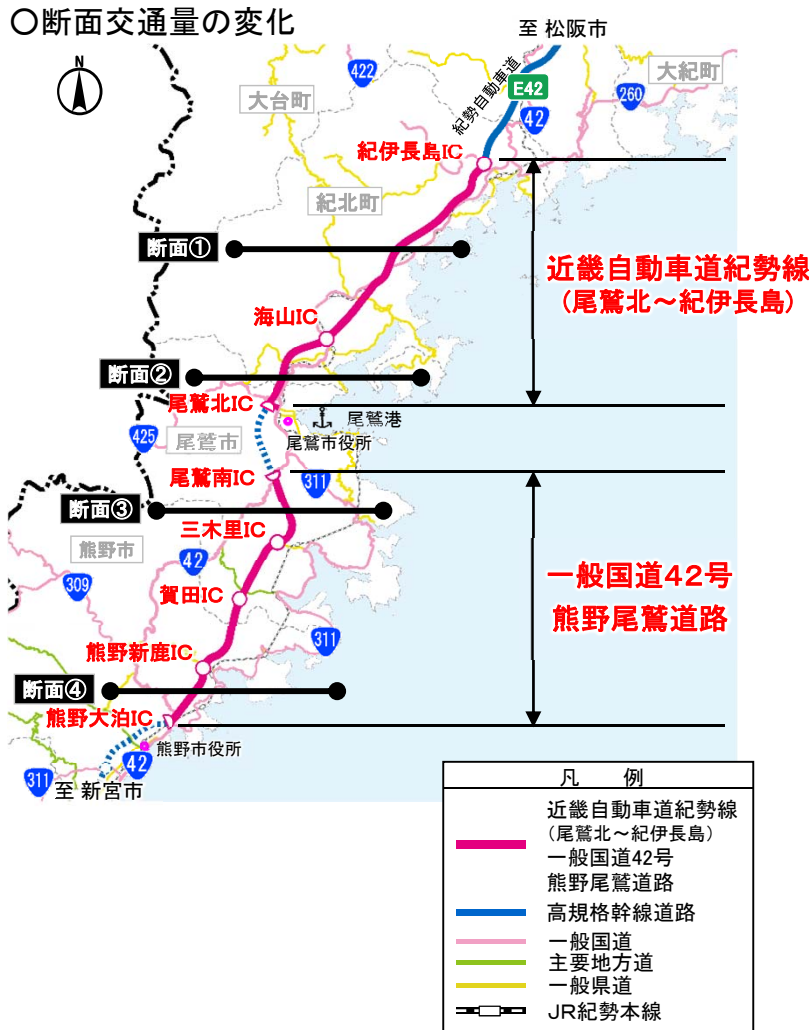 〇断面交通量の変化
至 松阪市
N
422
大台町
紀勢自動車道
E42
42
大紀町
260
紀伊長島IC
紀北町
断面①
近畿自動車道紀勢線
(尾鷲北～紀伊長島)
海山IC
断面②
尾鷲北IC
尾鷲港
425
尾鷲市
尾鷲市役所
尾鷲南IC
311
断面③
三木里IC
熊野市
42
309
賀田IC
一般国道42号
熊野尾鷲道路
311
熊野新鹿IC
断面④
熊野大泊IC
熊野市役所
42
311
至 新宮市
凡 例
近畿自動車道紀勢線
(尾鷲北～紀伊長島)
一般国道42号
熊野尾鷲道路
高規格幹線道路
一般国道
主要地方道
一般県道
JR紀勢本線